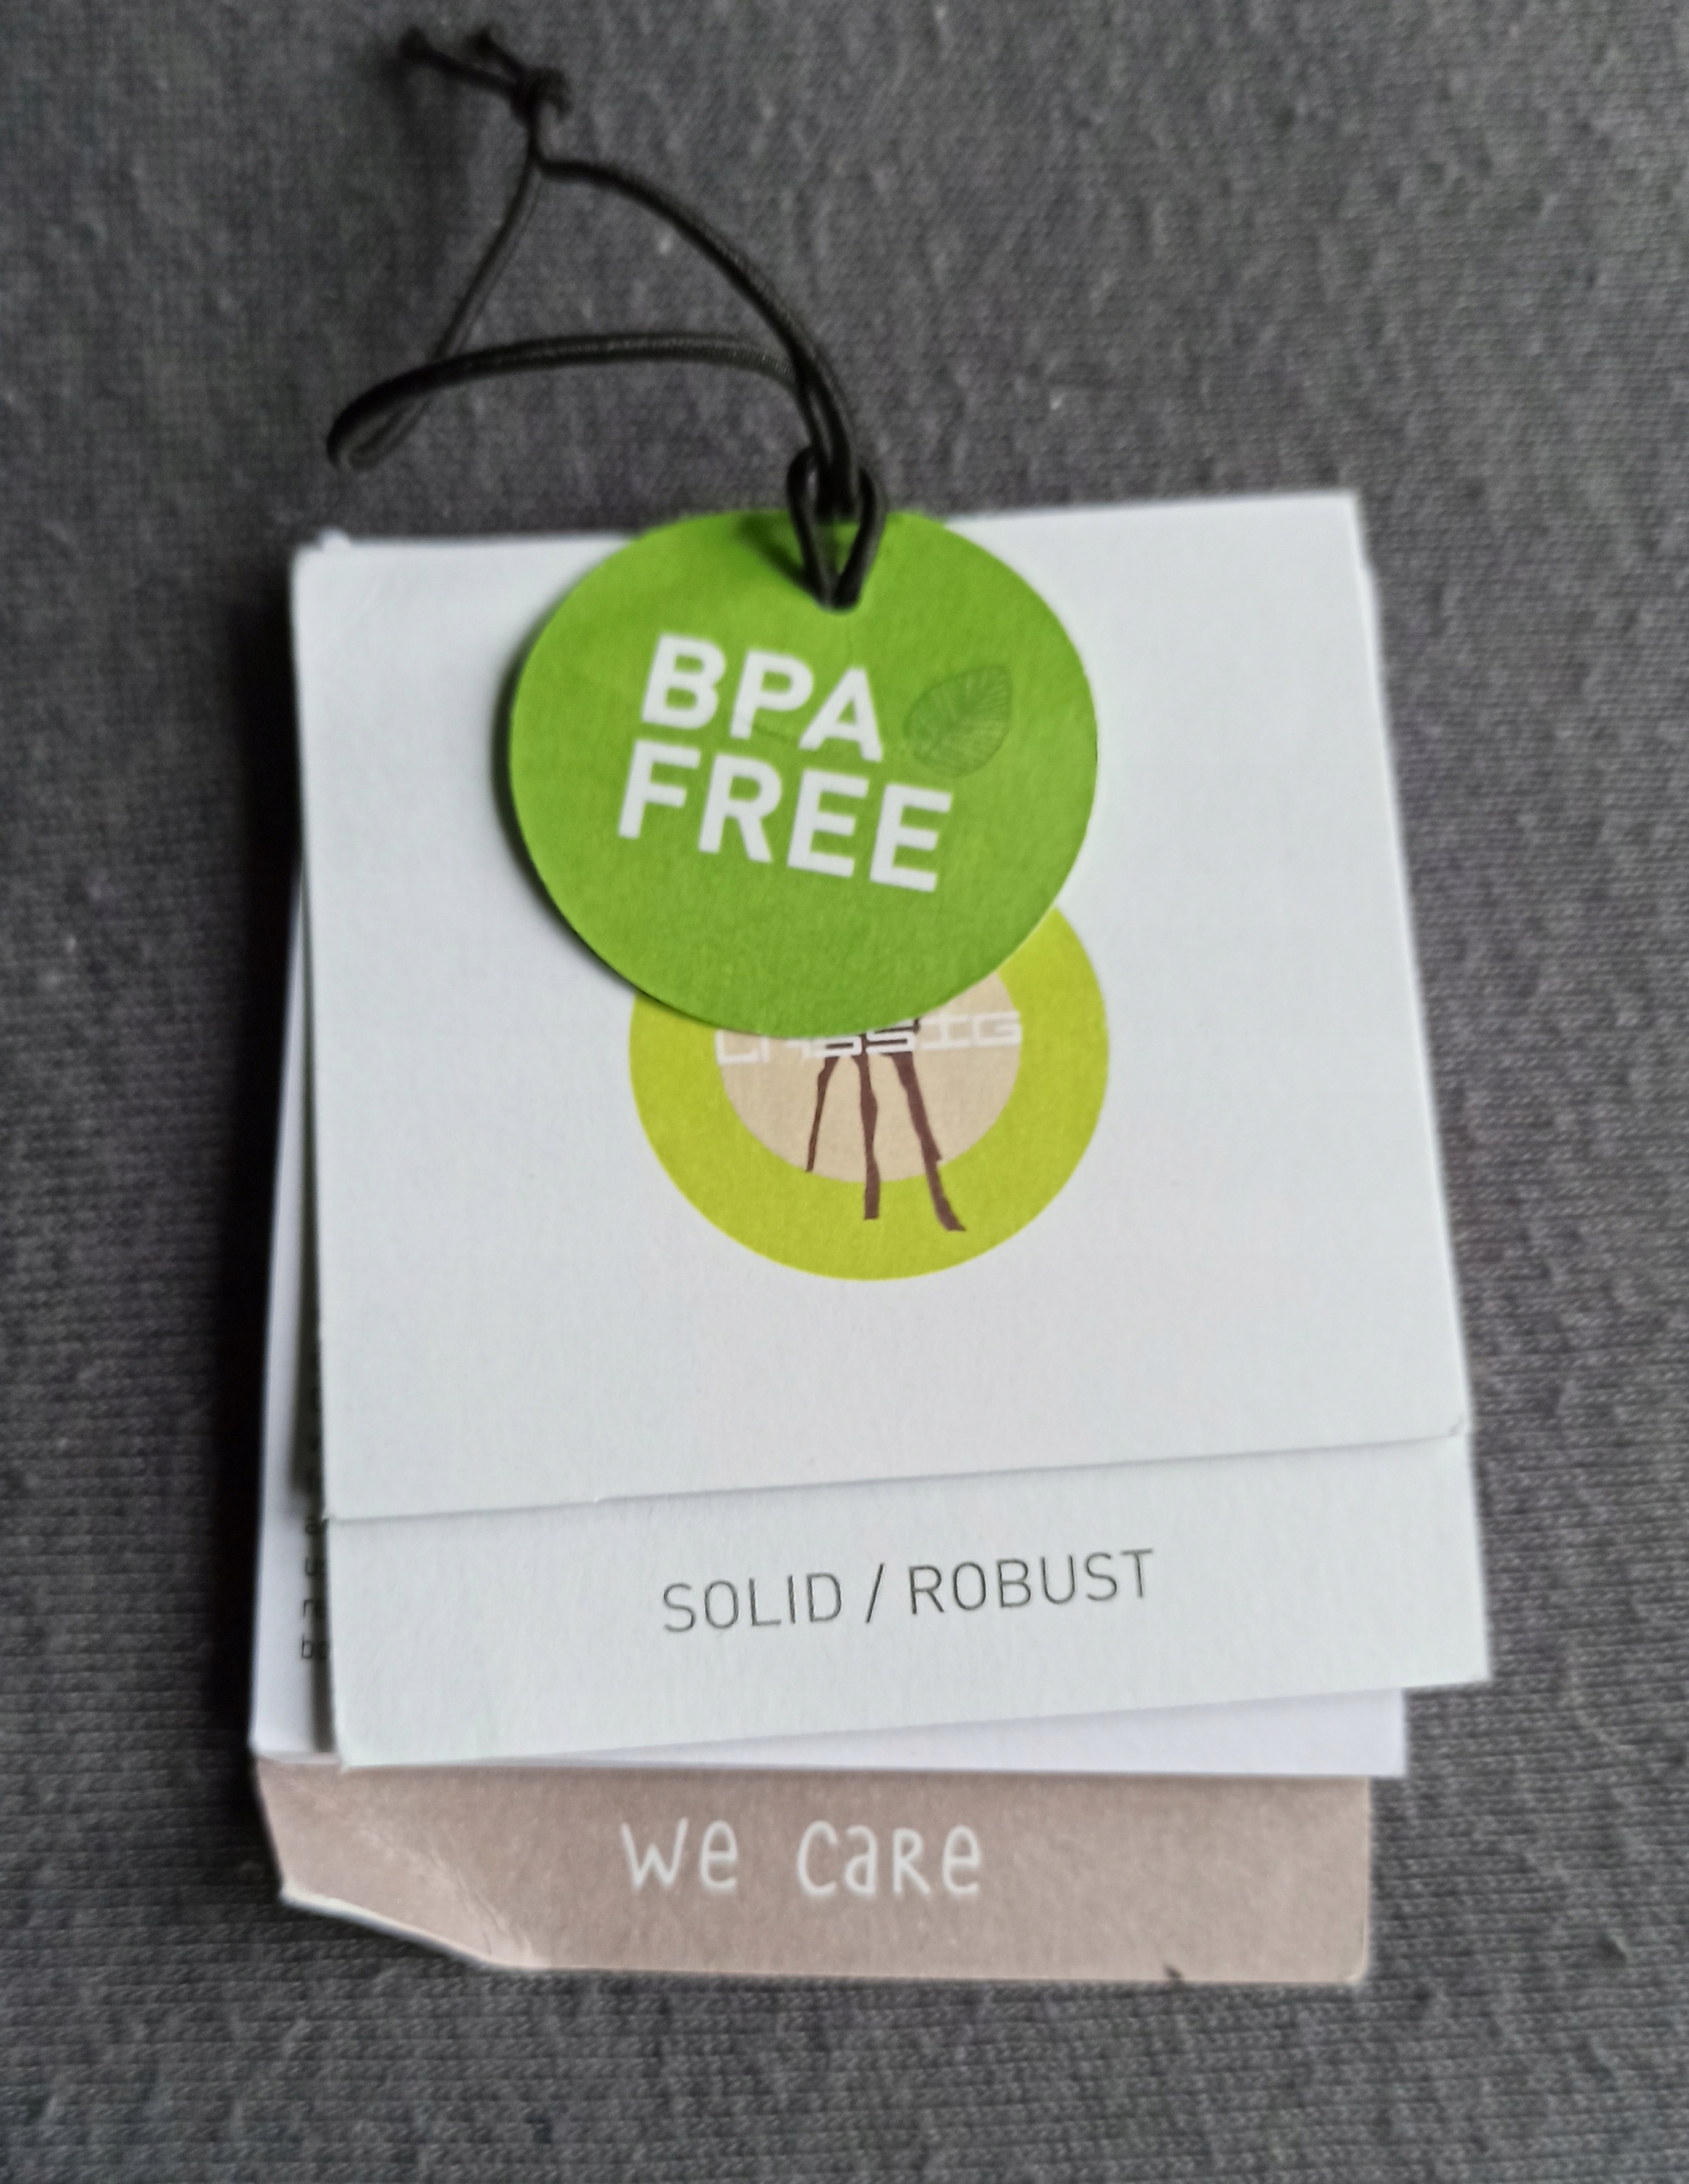 BPA
FREE
SOLID / ROBUST
we care